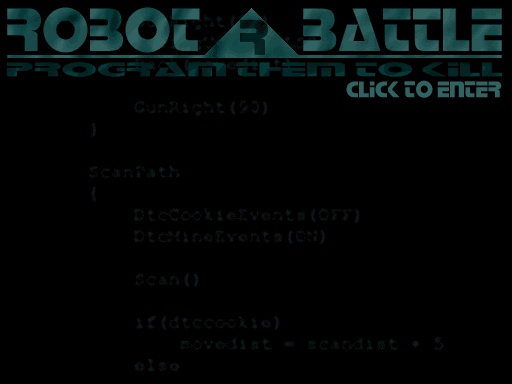 ROBOT R BATTLE
PROGRAM THEM TO KILL
CLICK TO ENTER
GunRight(90)
}
ScanPath
{
DtcCookieEvents(OFF)
DtcMineEvents(ON)
Scan()
if(dtccookie)
movedist = scandist + 5
else